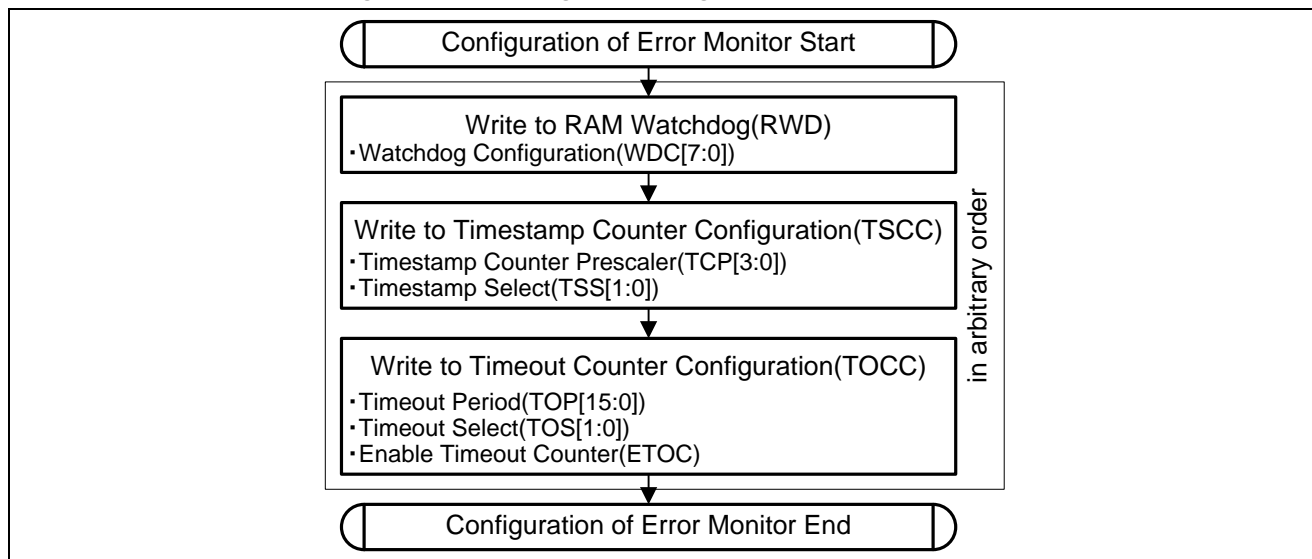 Configuration of Error Monitor Start
Write to RAM Watchdog(RWD)
・Watchdog Configuration(WDC[7:0])
Write to Timestamp Counter Configuration(TSCC)
・Timestamp Counter Prescaler(TCP[3:0])
・Timestamp Select(TSS[1:0])
Write to Timeout Counter Configuration(TOCC)
・Timeout Period(TOP[15:0])
・Timeout Select(TOS[1:0])
・Enable Timeout Counter(ETOC)
in arbitrary order
Configuration of Error Monitor End